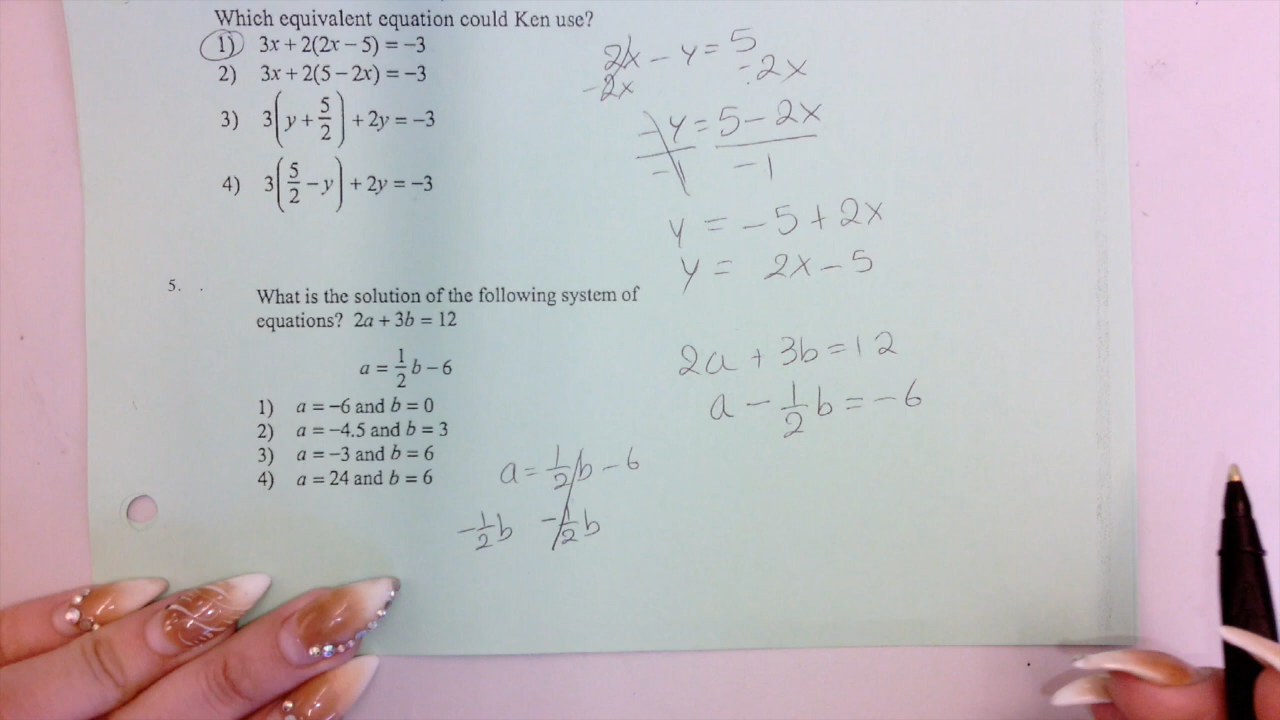 Which equivalent equation could Ken use?
1) 3x + 2(2x − 5) = −3
2) 3x + 2(5 − 2x) = −3
3) 3(y + 5/2) + 2y = −3
4) 3(5/2 − y) + 2y = −3
2x − y = 5
−2x −2x
−y = 5 − 2x
−1 −1
y = −5 + 2x
y = 2x − 5
5. .
What is the solution of the following system of
equations? 2a + 3b = 12
a = 1/2 b − 6
1) a = −6 and b = 0
2) a = −4.5 and b = 3
3) a = −3 and b = 6
4) a = 24 and b = 6
2a + 3b = 12
a − 1/2 b = −6
a = 1/2 b − 6
−1/2 b −1/2 b